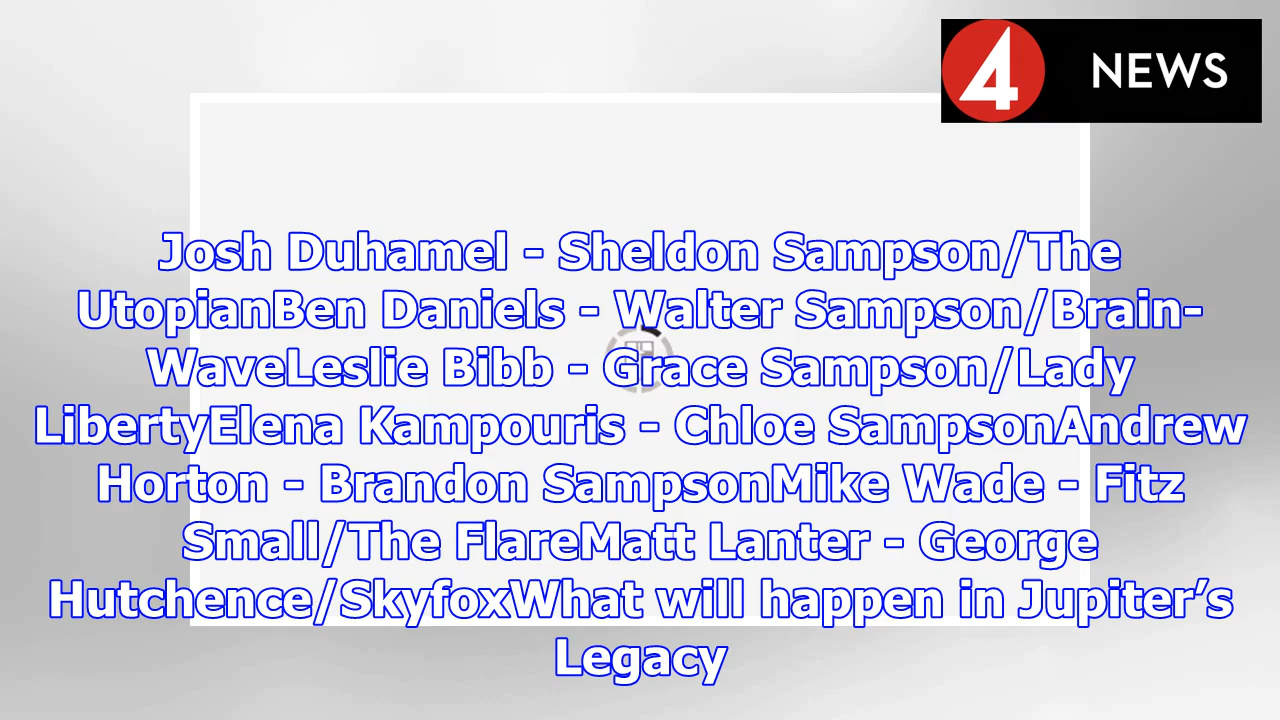 4 NEWS
Josh Duhamel - Sheldon Sampson/The
UtopianBen Daniels - Walter Sampson/Brain-
WaveLeslie Bibb - Grace Sampson/Lady
LibertyElena Kampouris - Chloe SampsonAndrew
Horton - Brandon SampsonMike Wade - Fitz
Small/The FlareMatt Lanter - George
Hutchence/SkyfoxWhat will happen in Jupiter’s
Legacy